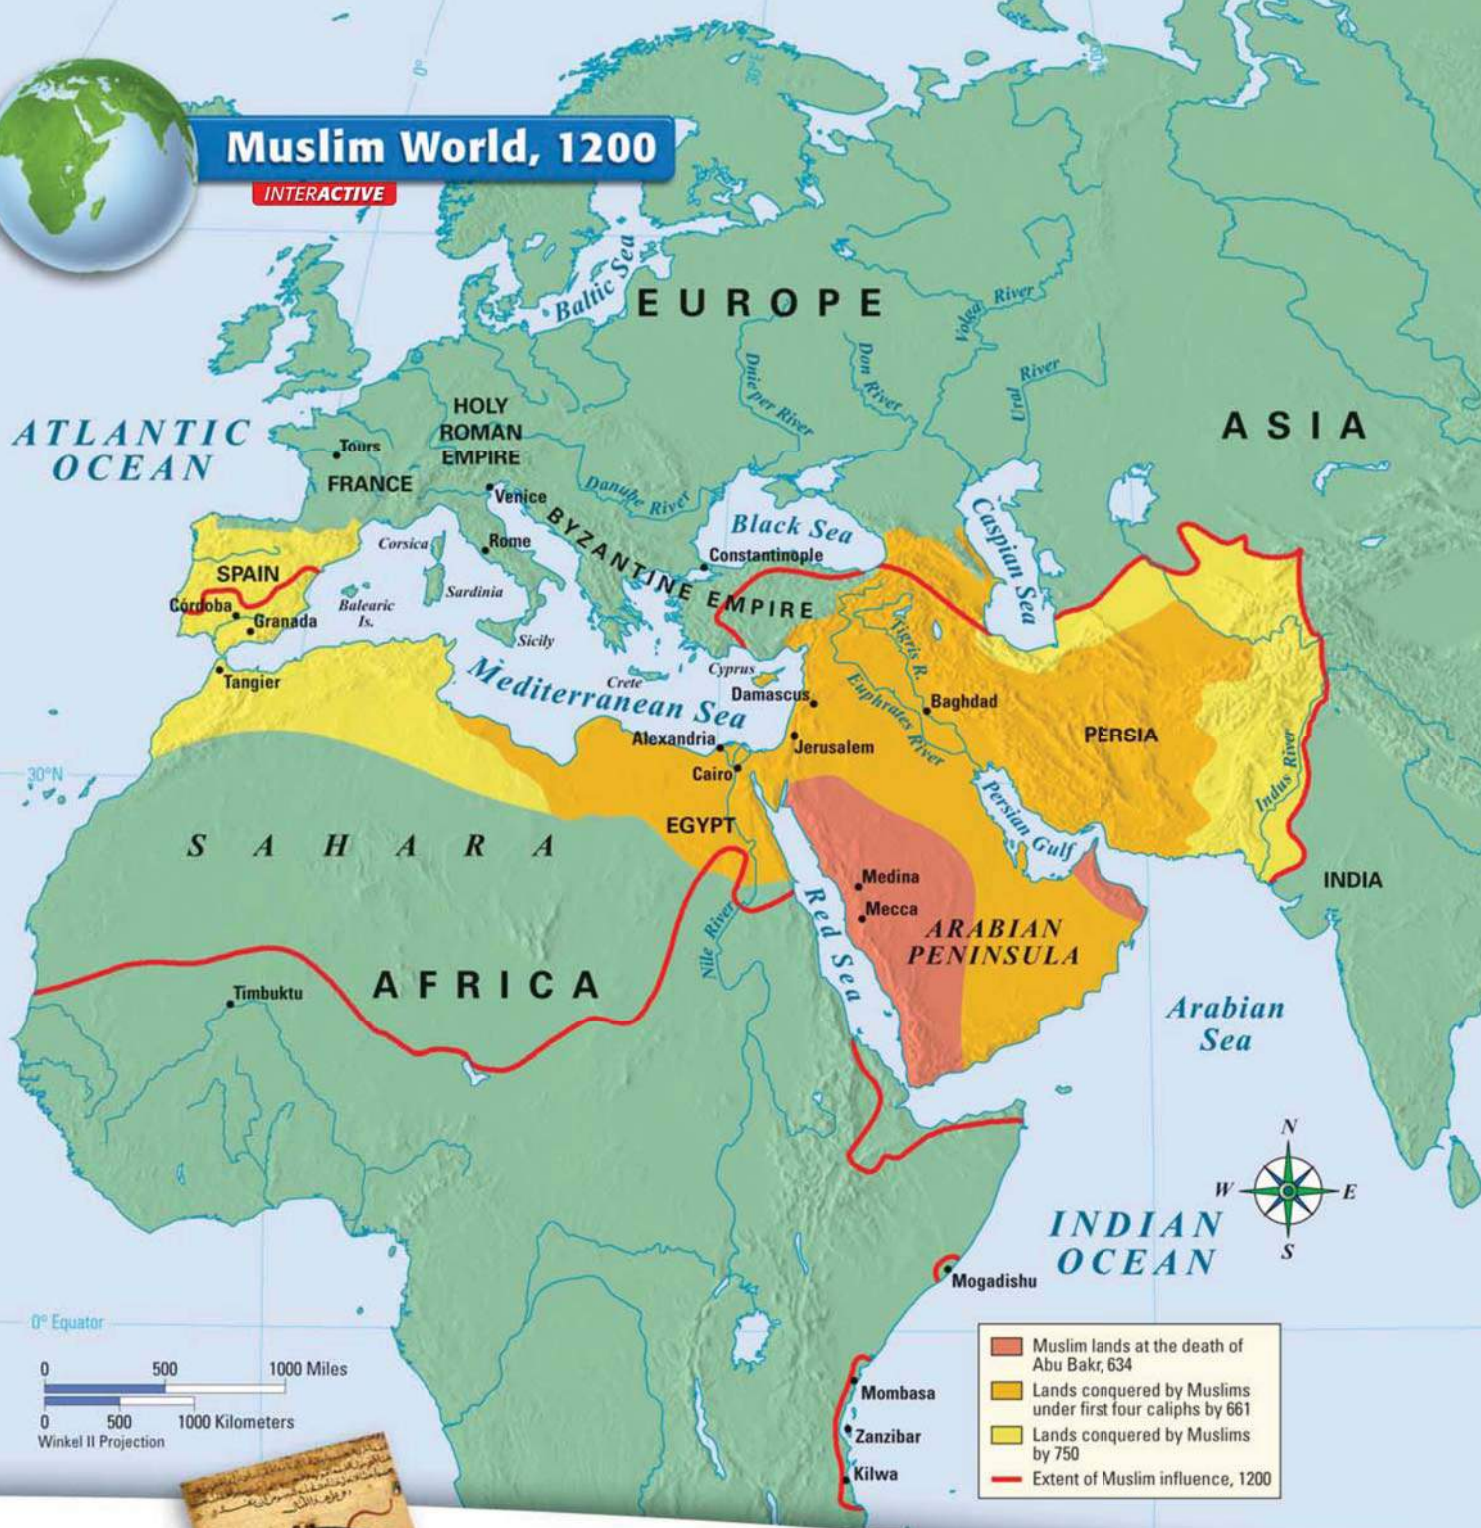 Muslim World, 1200
INTERACTIVE
0°
30°E
Baltic Sea
EUROPE
Volga River
Dnieper River
Don River
Ural River
ATLANTIC
OCEAN
HOLY
ROMAN
EMPIRE
ASIA
Tours
FRANCE
Venice
Danube River
Black Sea
Caspian Sea
Corsica
Rome
BYZANTINE EMPIRE
Constantinople
SPAIN
Sardinia
Córdoba
Balearic
Is.
Granada
Sicily
Tigris R.
Tangier
Mediterranean Sea
Crete
Cyprus
Damascus
Euphrates River
Baghdad
Alexandria
Jerusalem
PERSIA
30°N
Cairo
Indus River
Persian Gulf
EGYPT
SAHARA
Medina
INDIA
Mecca
Red Sea
ARABIAN
PENINSULA
Nile River
AFRICA
Timbuktu
Arabian
Sea
N
W
E
S
INDIAN
OCEAN
Mogadishu
0° Equator
0 500 1000 Miles
0 500 1000 Kilometers
Winkel II Projection
Mombasa
Zanzibar
Kilwa
Muslim lands at the death of
Abu Bakr, 634
Lands conquered by Muslims
under first four caliphs by 661
Lands conquered by Muslims
by 750
Extent of Muslim influence, 1200